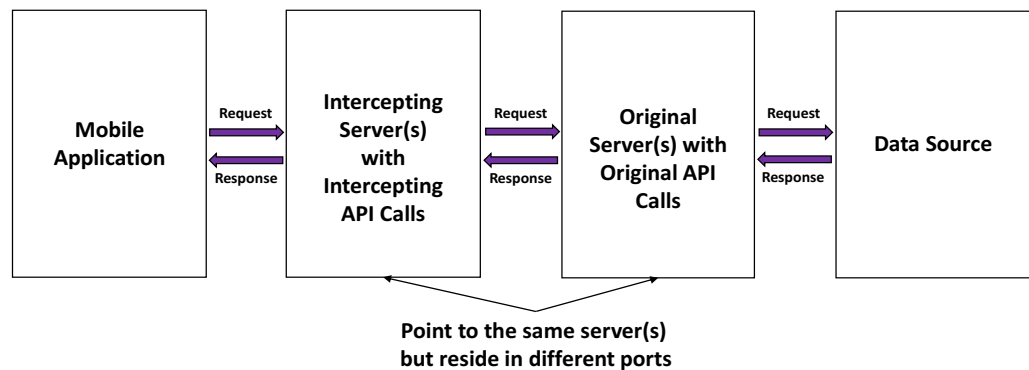 Mobile
Application
Request
Response
Intercepting
Server(s)
with
Intercepting
API Calls
Request
Response
Original
Server(s) with
Original API
Calls
Request
Response
Data Source
Point to the same server(s)
but reside in different ports